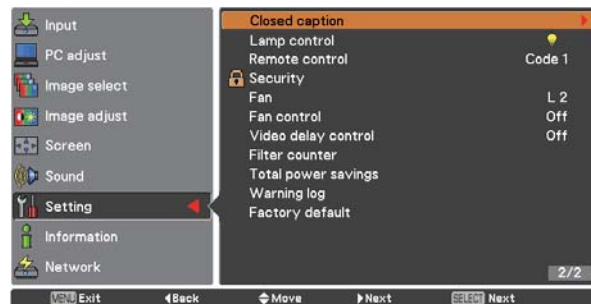 Input
PC adjust
Image select
Image adjust
Screen
Sound
Setting
Information
Network
Closed caption
Lamp control
Remote control Code 1
Security
Fan L 2
Fan control Off
Video delay control Off
Filter counter
Total power savings
Warning log
Factory default
2/2
MENU Exit Back Move Next SELECT Next